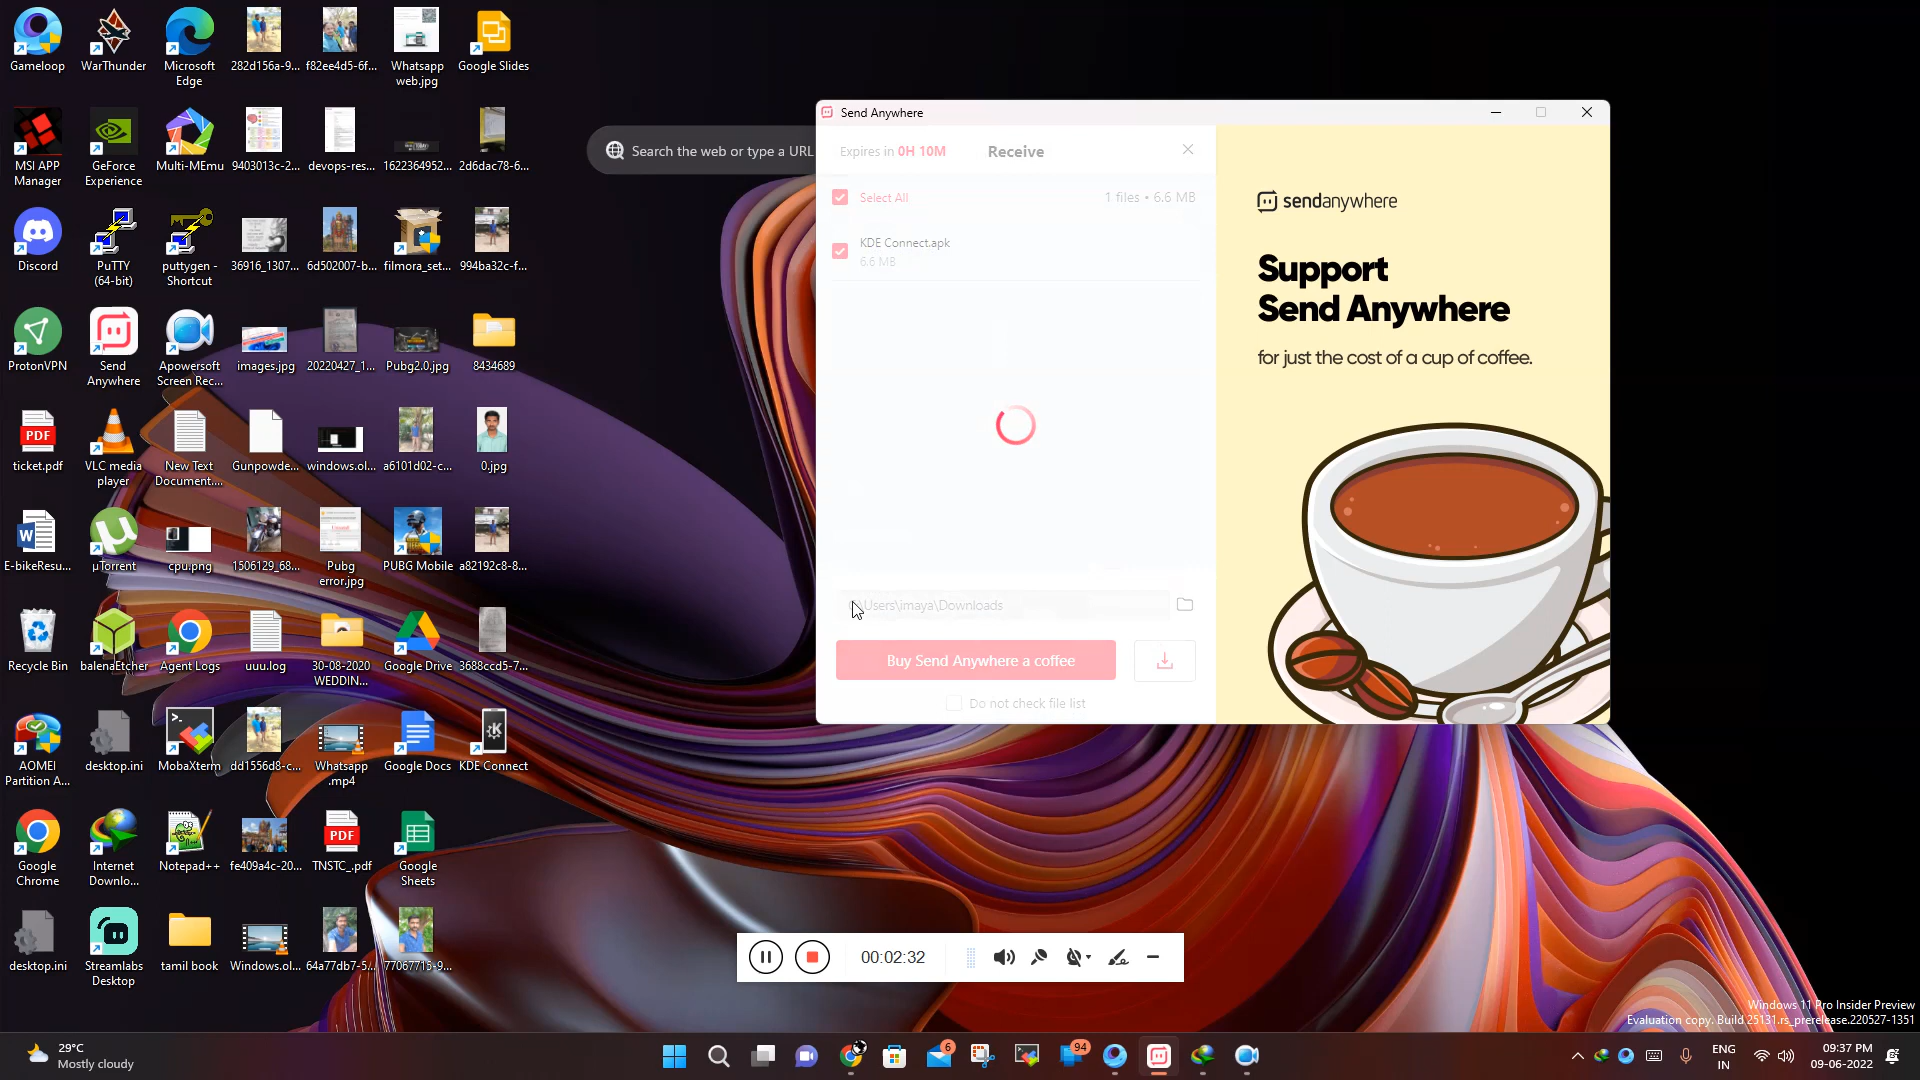 Gameloop
WarThunder
Microsoft
Edge
282d156a-9...
f82ee4d5-6f...
Whatsapp
web.jpg
Google Slides
MSI APP
Manager
GeForce
Experience
Multi-MEmu
9403013c-2...
devops-res...
1622364952...
2d6dac78-6...
Discord
PuTTY
(64-bit)
puttygen -
Shortcut
36916_1307...
6d502007-b...
filmora_set...
994ba32c-f...
ProtonVPN
Send
Anywhere
Apowersoft
Screen Rec...
images.jpg
20220427_1...
Pubg2.0.jpg
8434689
PDF
ticket.pdf
VLC media
player
New Text
Document....
Gunpowde...
windows.ol...
a6101d02-c...
0.jpg
E-bikeResu...
µTorrent
cpu.png
1506129_68...
Pubg
error.jpg
PUBG Mobile
a82192c8-8...
Recycle Bin
balenaEtcher
Agent Logs
uuu.log
30-08-2020
WEDDIN...
Google Drive
3688ccd5-7...
AOMEI
Partition A...
desktop.ini
MobaXterm
dd1556d8-c...
Whatsapp
.mp4
Google Docs
KDE Connect
Google
Chrome
Internet
Downlo...
Notepad++
fe409a4c-20...
PDF
TNSTC_.pdf
Google
Sheets
desktop.ini
Streamlabs
Desktop
tamil book
Windows.ol...
64a77db7-5...
77067715-9...
Search the web or type a URL
Send Anywhere
Expires in 0H 10M
Receive
Select All
1 files • 6.6 MB
KDE Connect.apk
6.6 MB
\Users\imaya\Downloads
Buy Send Anywhere a coffee
Do not check file list
sendanywhere
Support
Send Anywhere
for just the cost of a cup of coffee.
00:02:32
Windows 11 Pro Insider Preview
Evaluation copy. Build 25131.rs_prerelease.220527-1351
29°C
Mostly cloudy
6
94
ENG
IN
09:37 PM
09-06-2022